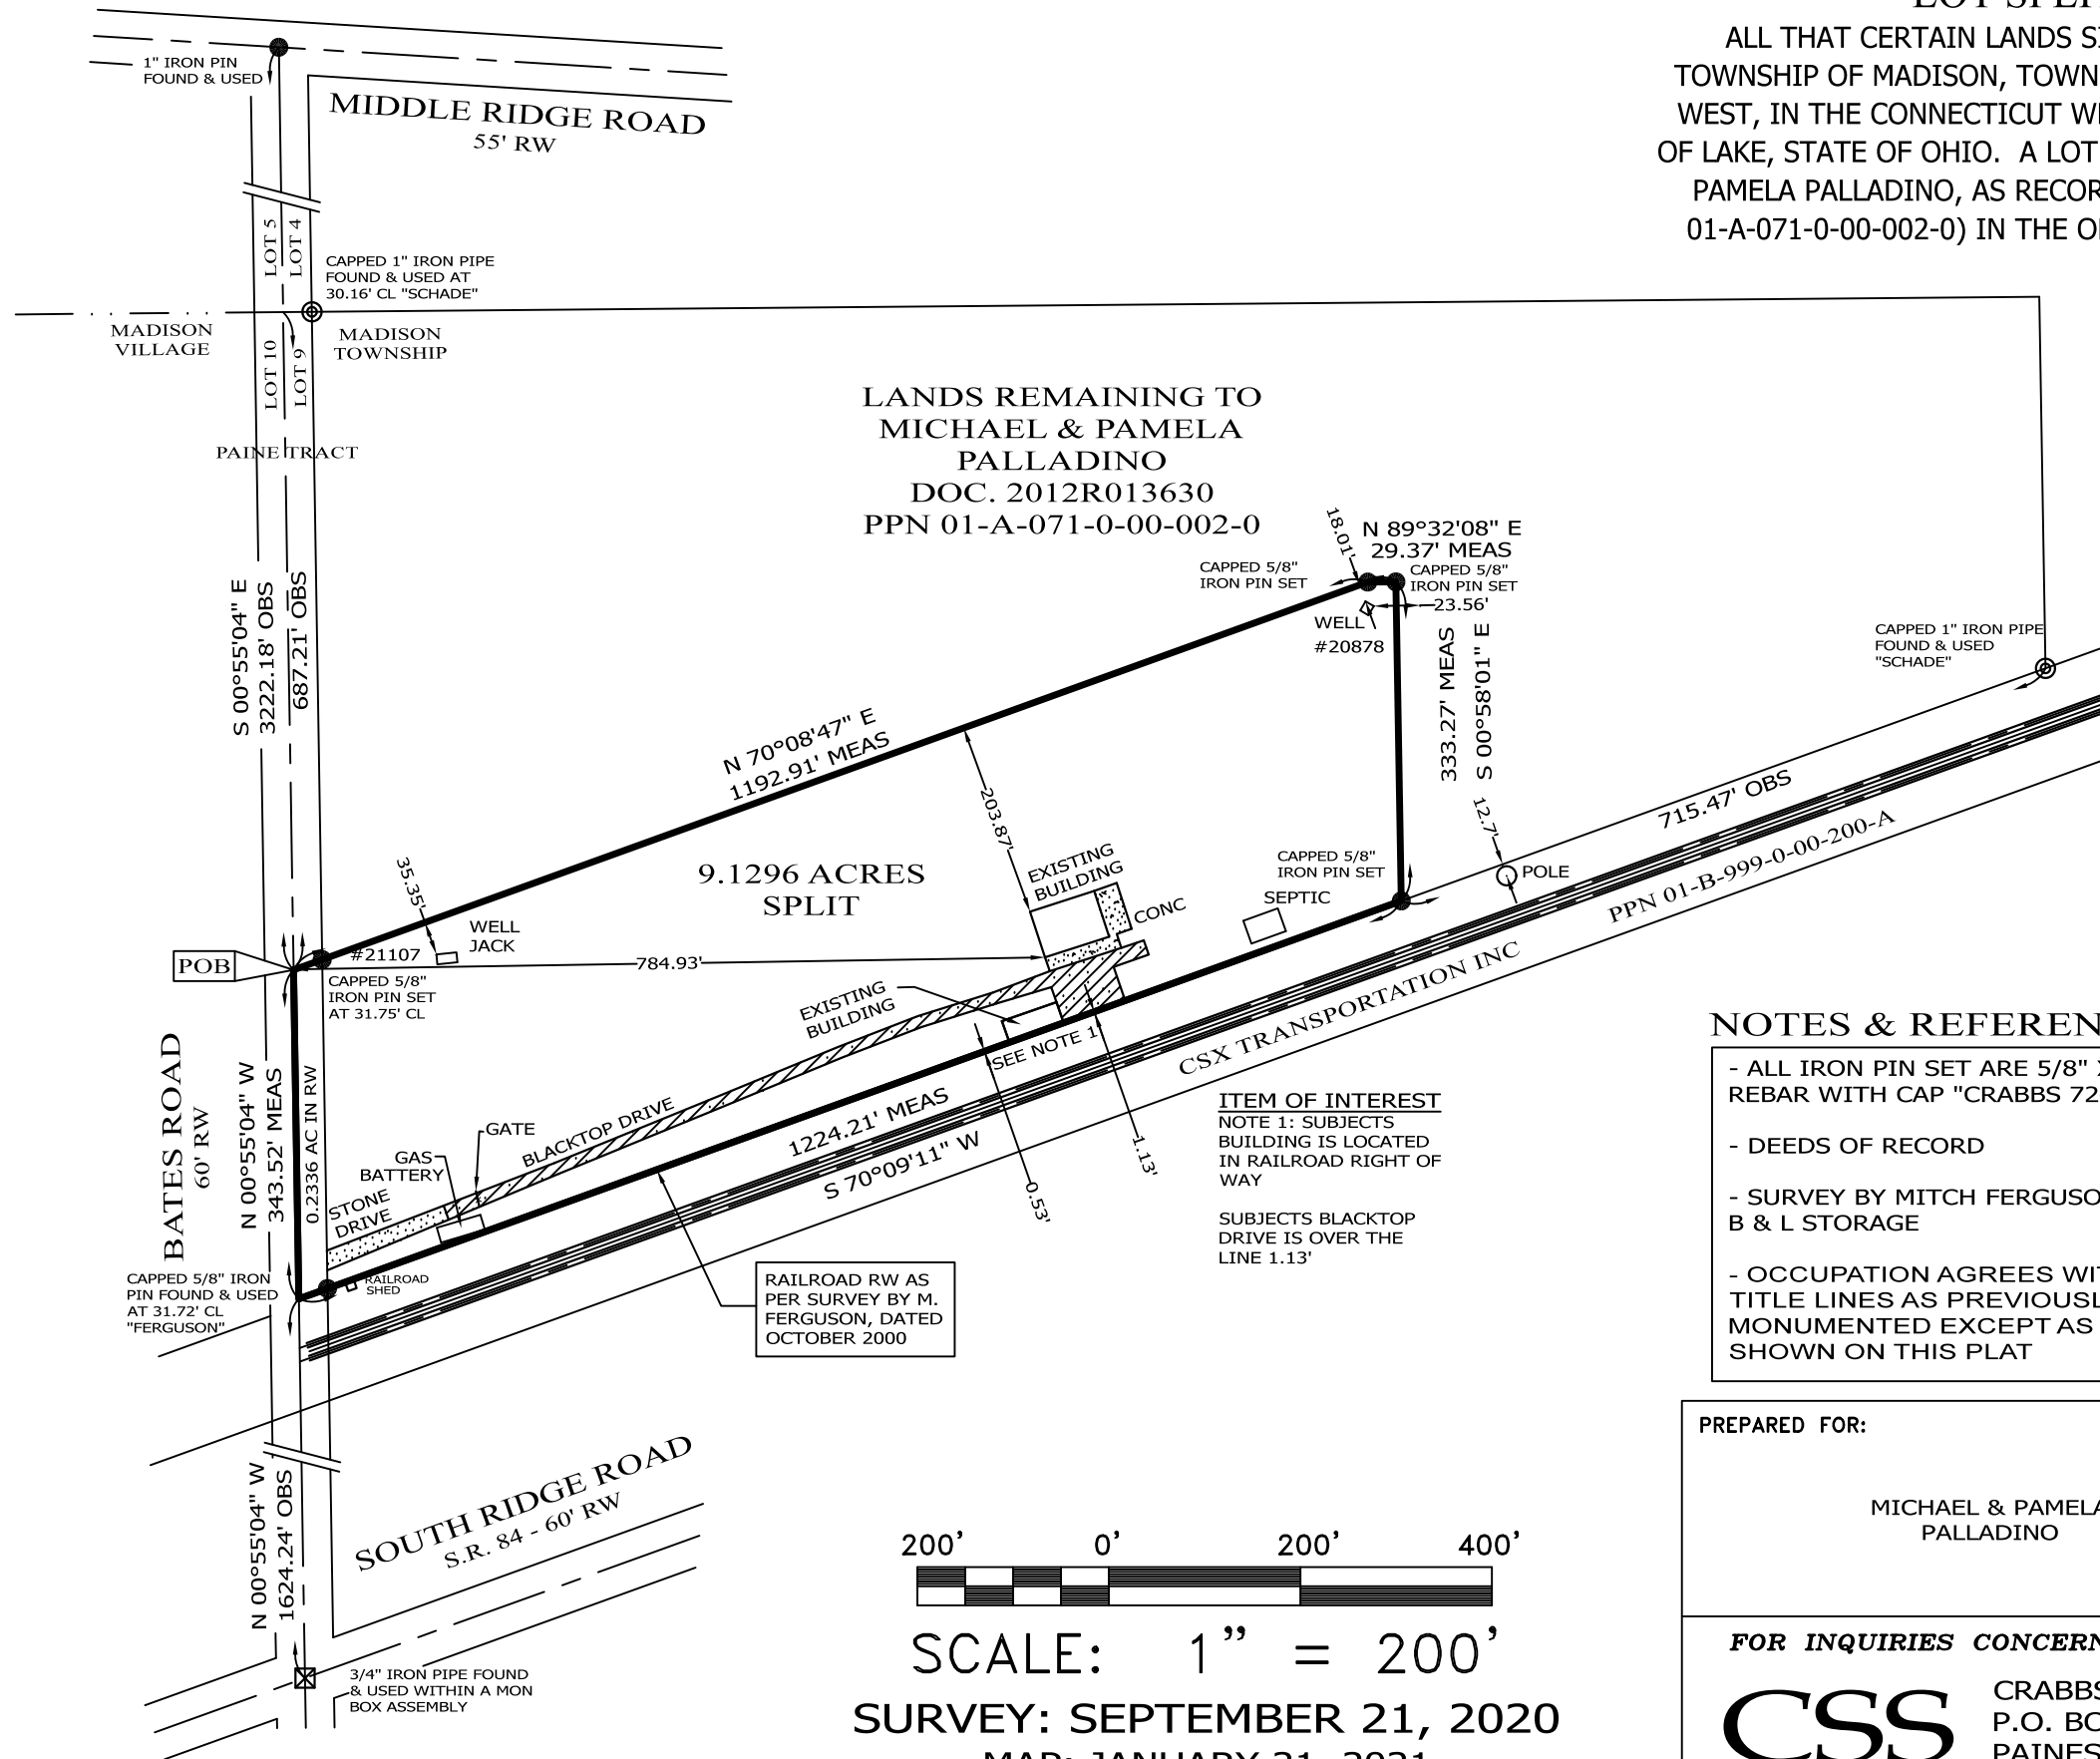 ALL THAT CERTAIN LANDS
TOWNSHIP OF MADISON,
WEST, IN THE CONNECTICUT
OF LAKE, STATE OF OHIO. A LOT
PAMELA PALLADINO, AS
01-A-071-0-00-002-0) IN THE
1" IRON PIN
FOUND & USED
MIDDLE RIDGE ROAD
55' RW
LOT 5
LOT 4
CAPPED 1" IRON PIPE
FOUND & USED AT
30.16' CL "SCHADE"
MADISON
VILLAGE
MADISON
TOWNSHIP
LOT 10
LOT 9
PAINE TRACT
LANDS REMAINING TO
MICHAEL & PAMELA
PALLADINO
DOC. 2012R013630
PPN 01-A-071-0-00-002-0
18.01'
N 89°32'08" E
29.37' MEAS
CAPPED 5/8"
IRON PIN SET
CAPPED 5/8"
IRON PIN SET
23.56'
WELL
#20878
S 00°55'04" E
3222.18' OBS
687.21' OBS
333.27' MEAS
S 00°58'01" E
CAPPED 1" IRON PIPE
FOUND & USED
"SCHADE"
N 70°08'47" E
1192.91' MEAS
203.87'
12.7'
715.47' OBS
POLE
PPN 01-B-999-0-00-200-A
35.35'
9.1296 ACRES
SPLIT
EXISTING
BUILDING
CONC
CAPPED 5/8"
IRON PIN SET
SEPTIC
WELL
JACK
#21107
POB
784.93'
CAPPED 5/8"
IRON PIN SET
AT 31.75' CL
EXISTING
BUILDING
SEE NOTE 1
CSX TRANSPORTATION INC
BATES ROAD
60' RW
N 00°55'04" W
343.52' MEAS
0.2336 AC IN RW
GATE
GAS
BATTERY
BLACKTOP DRIVE
STONE
DRIVE
1224.21' MEAS
S 70°09'11" W
0.53'
1.13'
ITEM OF INTEREST
NOTE 1: SUBJECTS
BUILDING IS LOCATED
IN RAILROAD RIGHT OF
WAY
SUBJECTS BLACKTOP
DRIVE IS OVER THE
LINE 1.13'
CAPPED 5/8" IRON
PIN FOUND & USED
AT 31.72' CL
"FERGUSON"
RAILROAD
SHED
RAILROAD RW AS
PER SURVEY BY M.
FERGUSON, DATED
OCTOBER 2000
NOTES &
- ALL IRON PIN SET ARE 5/8"
REBAR WITH CAP "CRABBS
- DEEDS OF RECORD
- SURVEY BY MITCH
B & L STORAGE
- OCCUPATION AGREES
TITLE LINES AS
MONUMENTED EXCEPT AS
SHOWN ON THIS PLAT
PREPARED FOR:
MICHAEL & PAMELA
PALLADINO
N 00°55'04" W
1624.24' OBS
SOUTH RIDGE ROAD
S.R. 84 - 60' RW
3/4" IRON PIPE FOUND
& USED WITHIN A MON
BOX ASSEMBLY
200' 0' 200' 400'
SCALE: 1" = 200'
SURVEY: SEPTEMBER 21, 2020
MAP: JANUARY 21, 2021
FOR INQUIRIES
CSS
CRABBS
P.O.